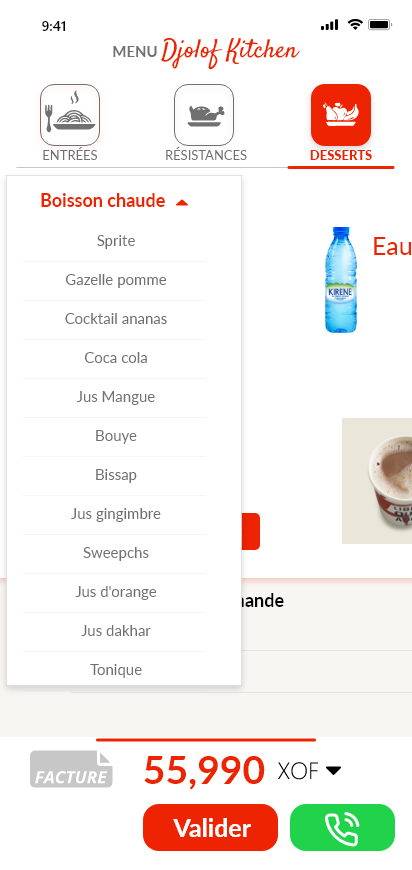 9:41
MENU Djolof Kitchen
ENTRÉES RÉSISTANCES DESSERTS
Boisson chaude
Sprite
Gazelle pomme
Cocktail ananas
Coca cola
Jus Mangue
Bouye
Bissap
Jus gingimbre
Sweepchs
Jus d'orange
Jus dakhar
Tonique
Eau
KIRENE
FACTURE
55,990 XOF
Valider